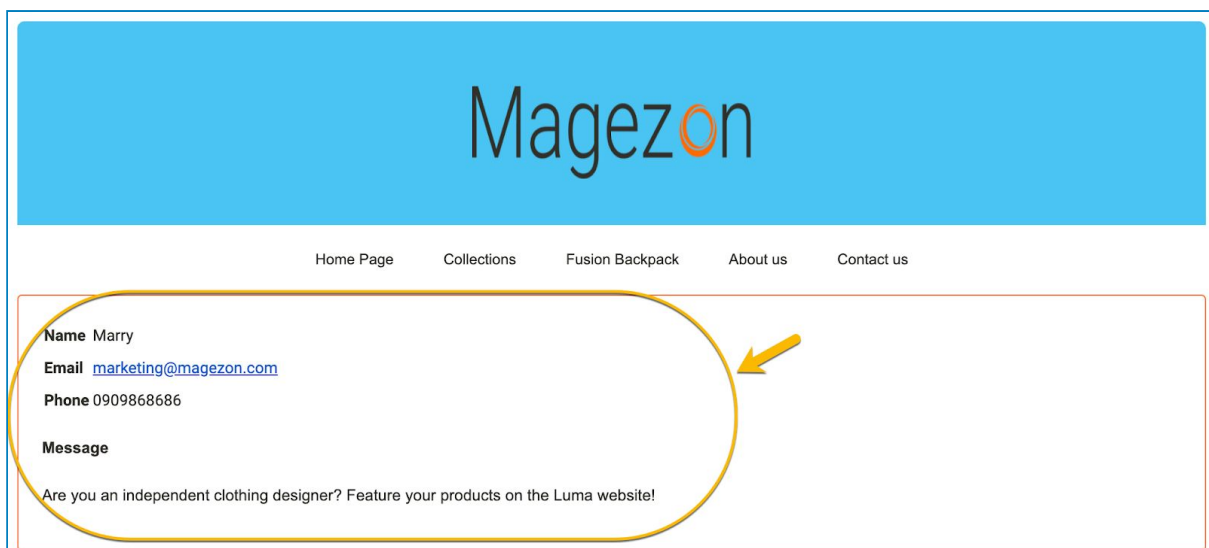 Magezon
Home Page Collections Fusion Backpack About us Contact us
Name Marry
Email marketing@magezon.com
Phone 0909868686
Message
Are you an independent clothing designer? Feature your products on the Luma website!